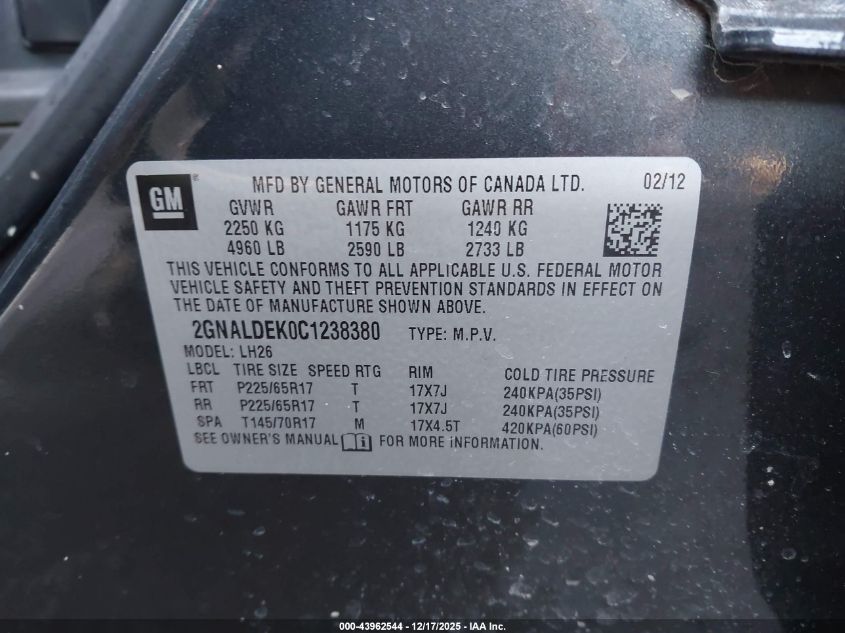 GM ®
MFD BY GENERAL MOTORS OF CANADA LTD. 02/12
GVWR GAWR FRT GAWR RR
2250 KG 1175 KG 1240 KG
4960 LB 2590 LB 2733 LB
THIS VEHICLE CONFORMS TO ALL APPLICABLE U.S. FEDERAL MOTOR
VEHICLE SAFETY AND THEFT PREVENTION STANDARDS IN EFFECT ON
THE DATE OF MANUFACTURE SHOWN ABOVE.
2GNALDEK0C1238380 TYPE: M.P.V.
MODEL: LH26
LBCL TIRE SIZE SPEED RTG RIM COLD TIRE PRESSURE
FRT P225/65R17 T 17X7J 240KPA(35PSI)
RR P225/65R17 T 17X7J 240KPA(35PSI)
SPA T145/70R17 M 17X4.5T 420KPA(60PSI)
SEE OWNER'S MANUAL FOR MORE INFORMATION.
000-43962544 - 12/17/2025 - IAA Inc.